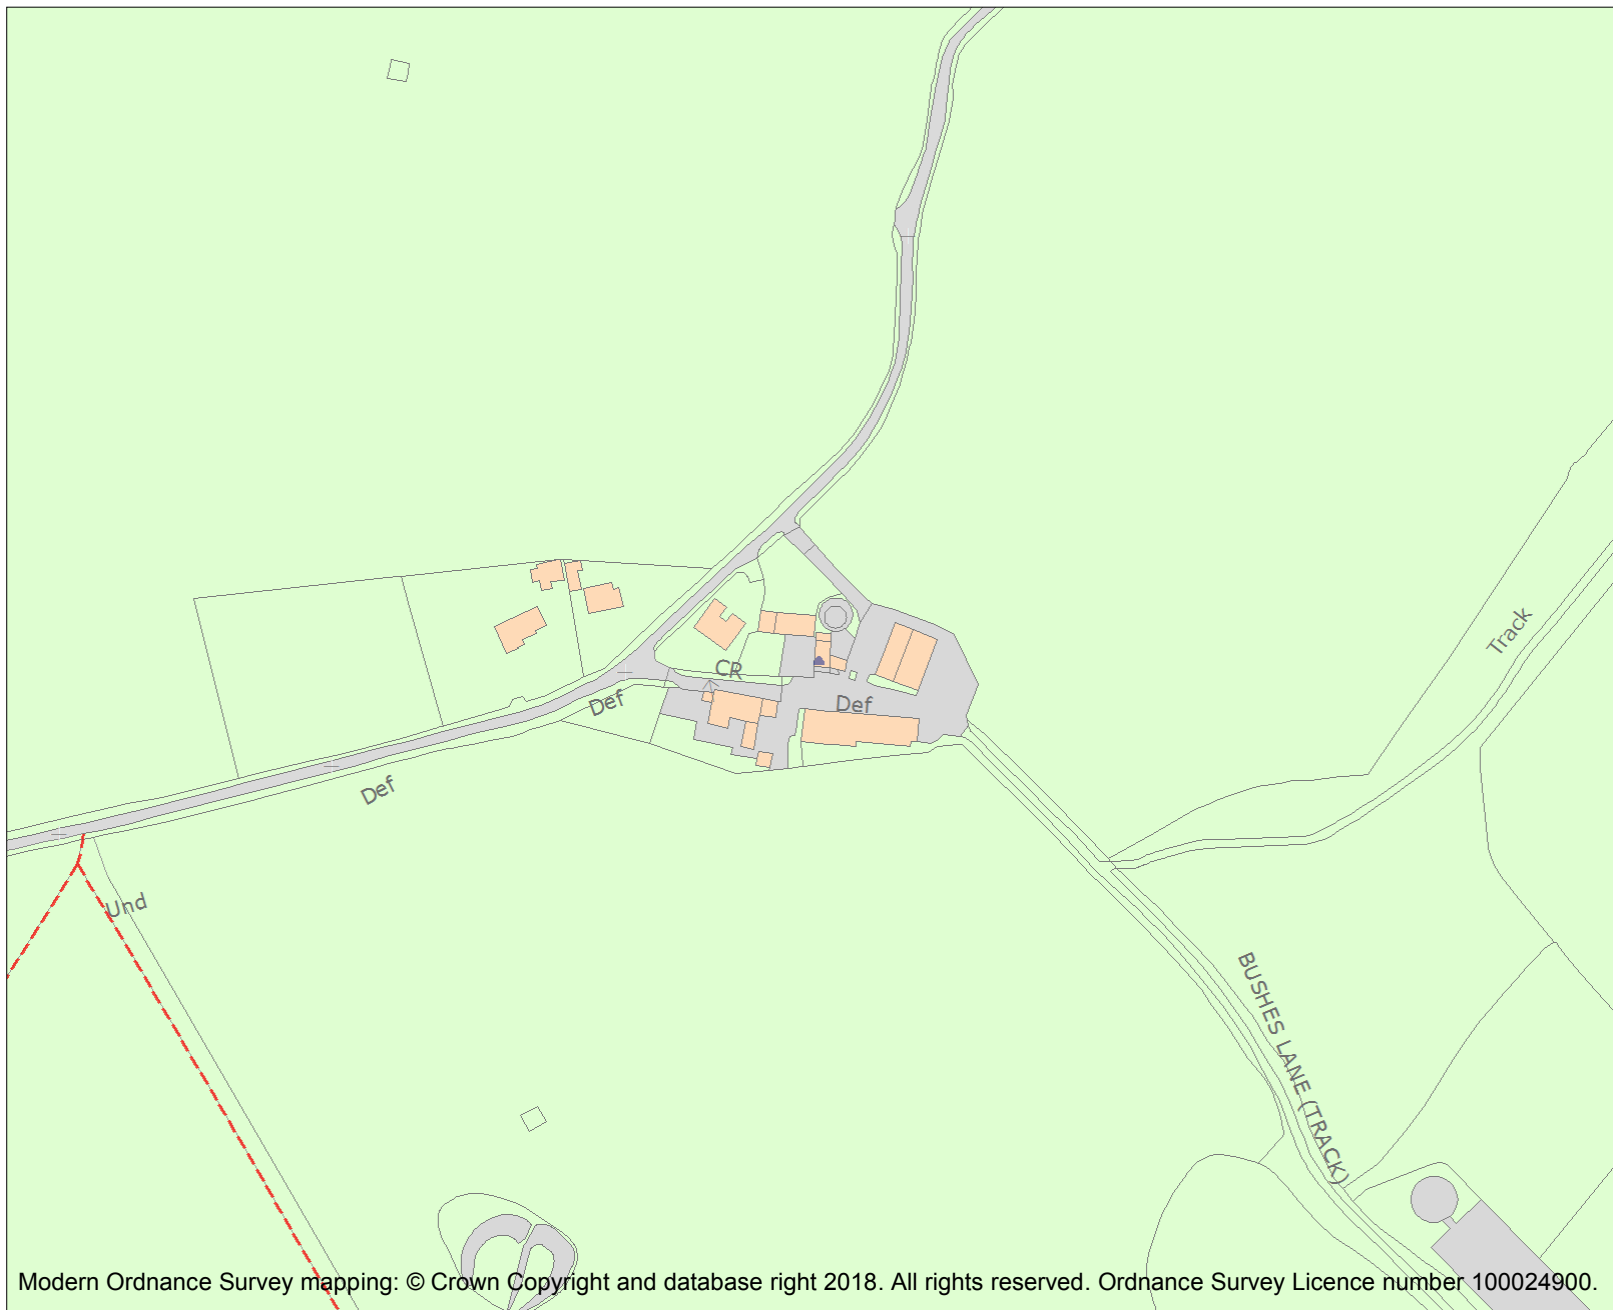 Track
CR
Def
Def
Def
Und
BUSHES LANE (TRACK)
Modern Ordnance Survey mapping: © Crown Copyright and database right 2018. All rights reserved. Ordnance Survey Licence number 100024900.